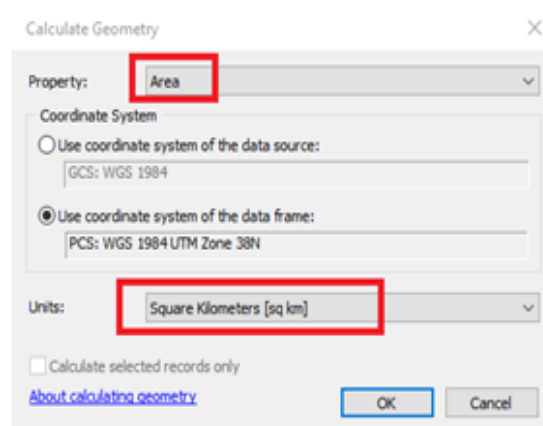 Calculate Geometry
Property: Area
Coordinate System
Use coordinate system of the data source:
GCS: WGS 1984
Use coordinate system of the data frame:
PCS: WGS 1984 UTM Zone 38N
Units: Square Kilometers [sq km]
Calculate selected records only
About calculating geometry OK Cancel